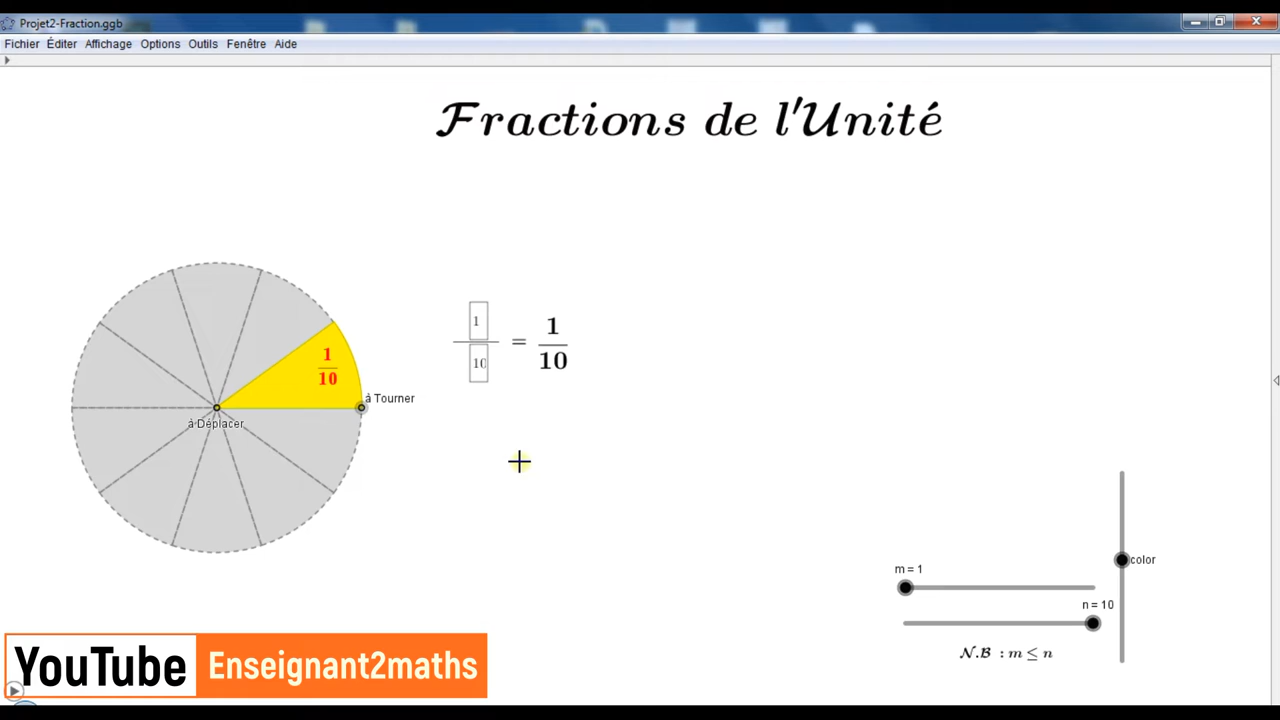 Projet2-Fraction.ggb
Fichier Éditer Affichage Options Outils Fenêtre Aide
Fractions de l'Unité
1
10
à Tourner
à Déplacer
1
10
=
1
10
color
m = 1
n = 10
N.B : m ≤ n
YouTube Enseignant2maths